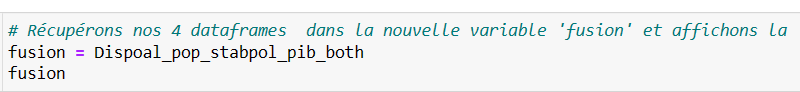 # Récupérons nos 4 dataframes  dans la nouvelle variable 'fusion' et affichons la
fusion = Dispoal_pop_stabpol_pib_both
fusion